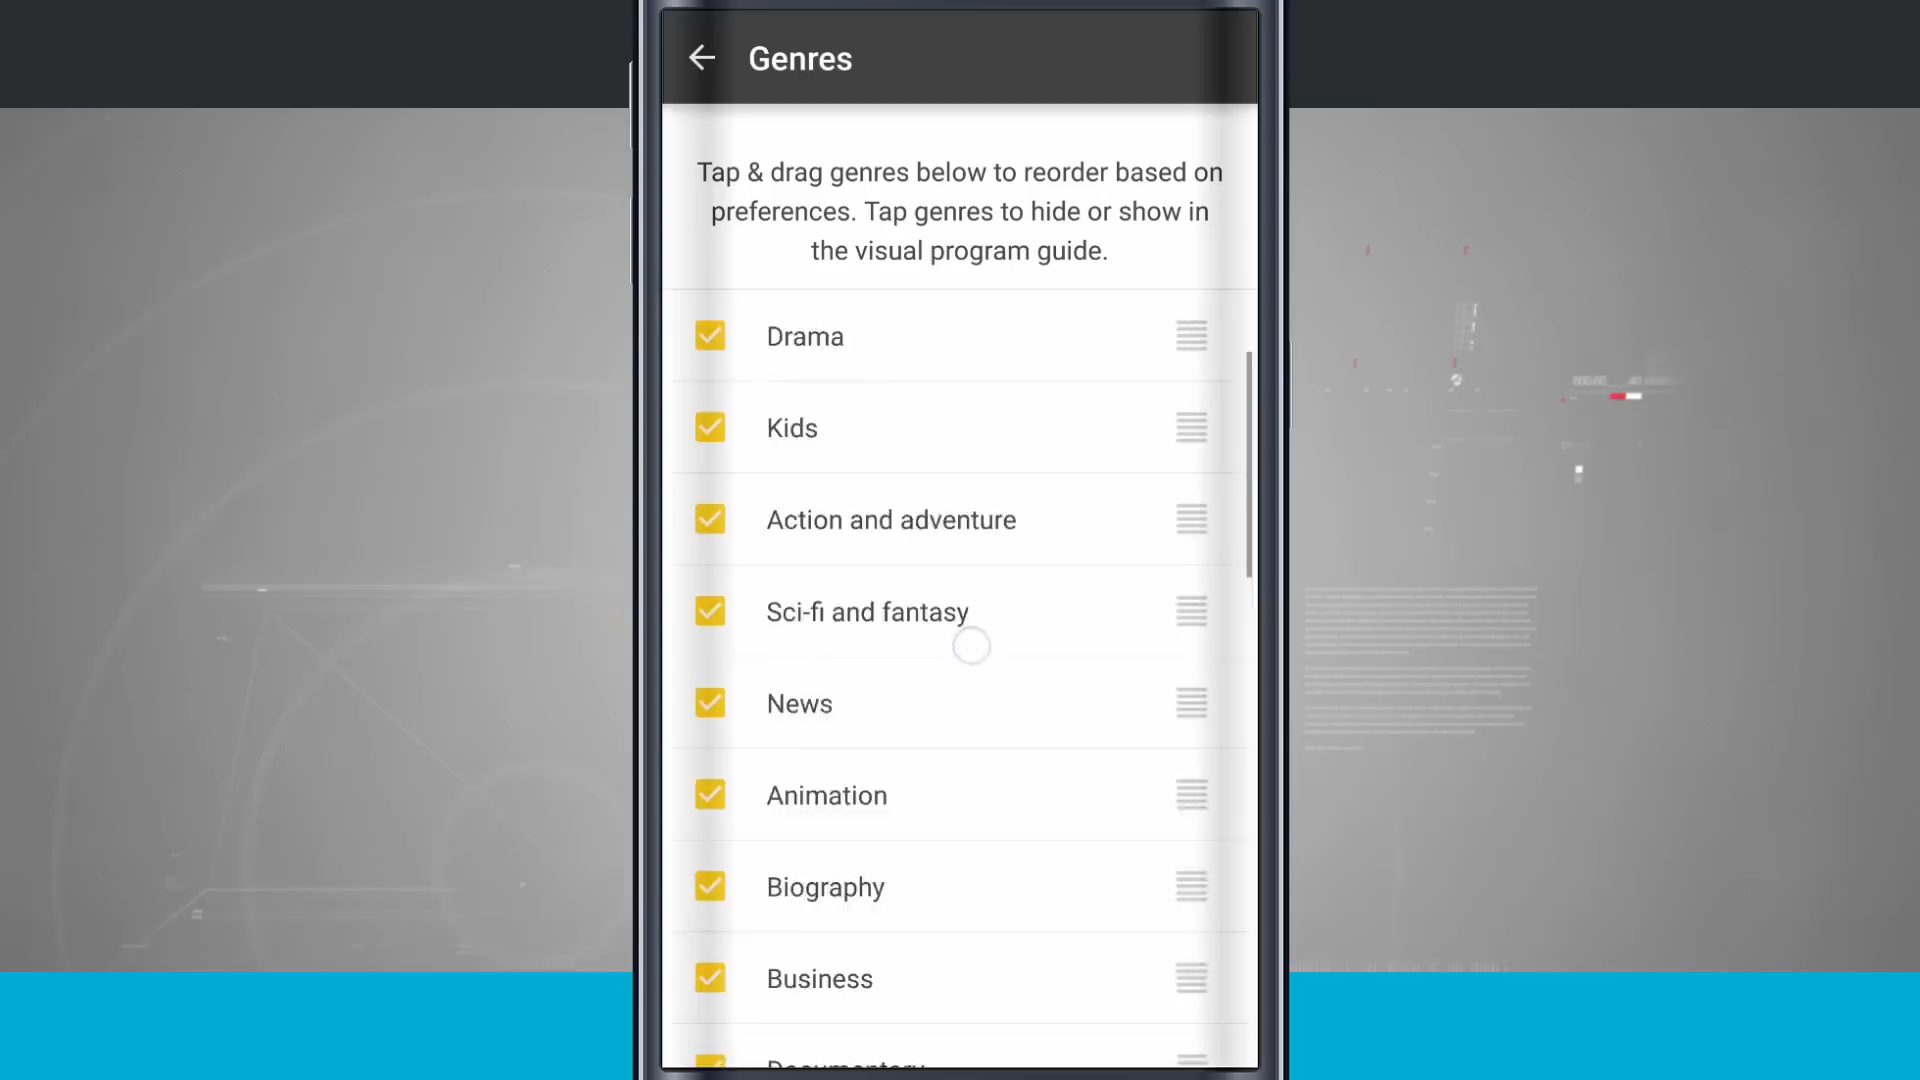 Genres
Tap & drag genres below to reorder based on
preferences. Tap genres to hide or show in
the visual program guide.
Drama
Kids
Action and adventure
Sci-fi and fantasy
News
Animation
Biography
Business
Documentary